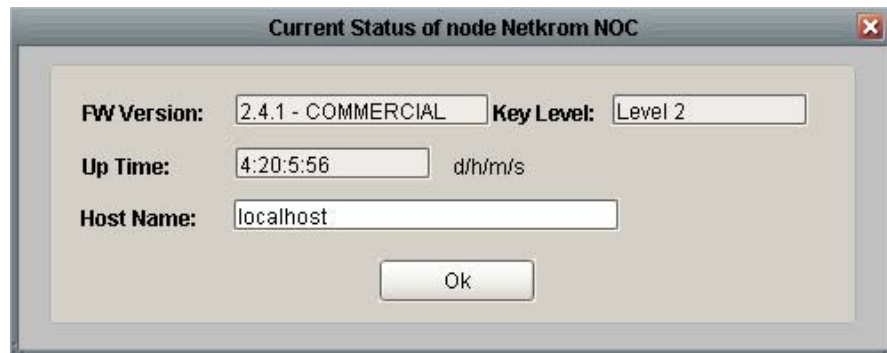 Current Status of node Netkrom NOC
FW Version: 2.4.1 - COMMERCIAL Key Level: Level 2
Up Time: 4:20:5:56 d/h/m/s
Host Name: localhost
Ok